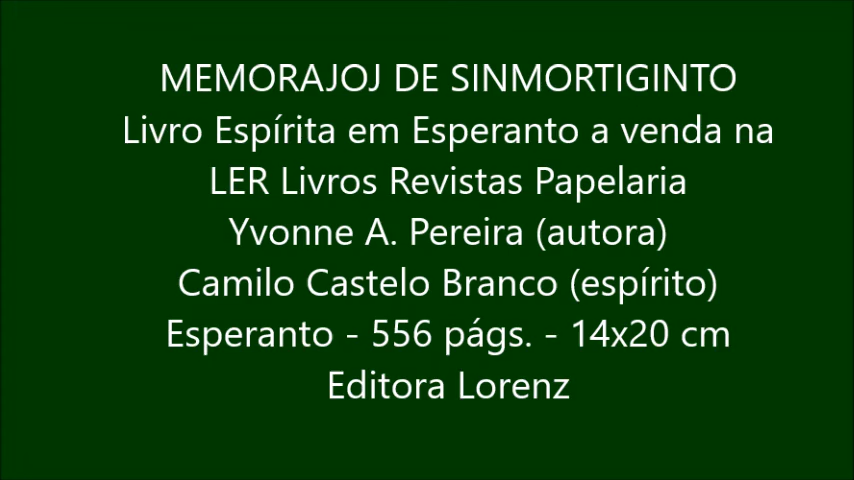 MEMORAJOJ DE SINMORTIGINTO
Livro Espírita em Esperanto a venda na
LER Livros Revistas Papelaria
Yvonne A. Pereira (autora)
Camilo Castelo Branco (espírito)
Esperanto - 556 págs. - 14x20 cm
Editora Lorenz